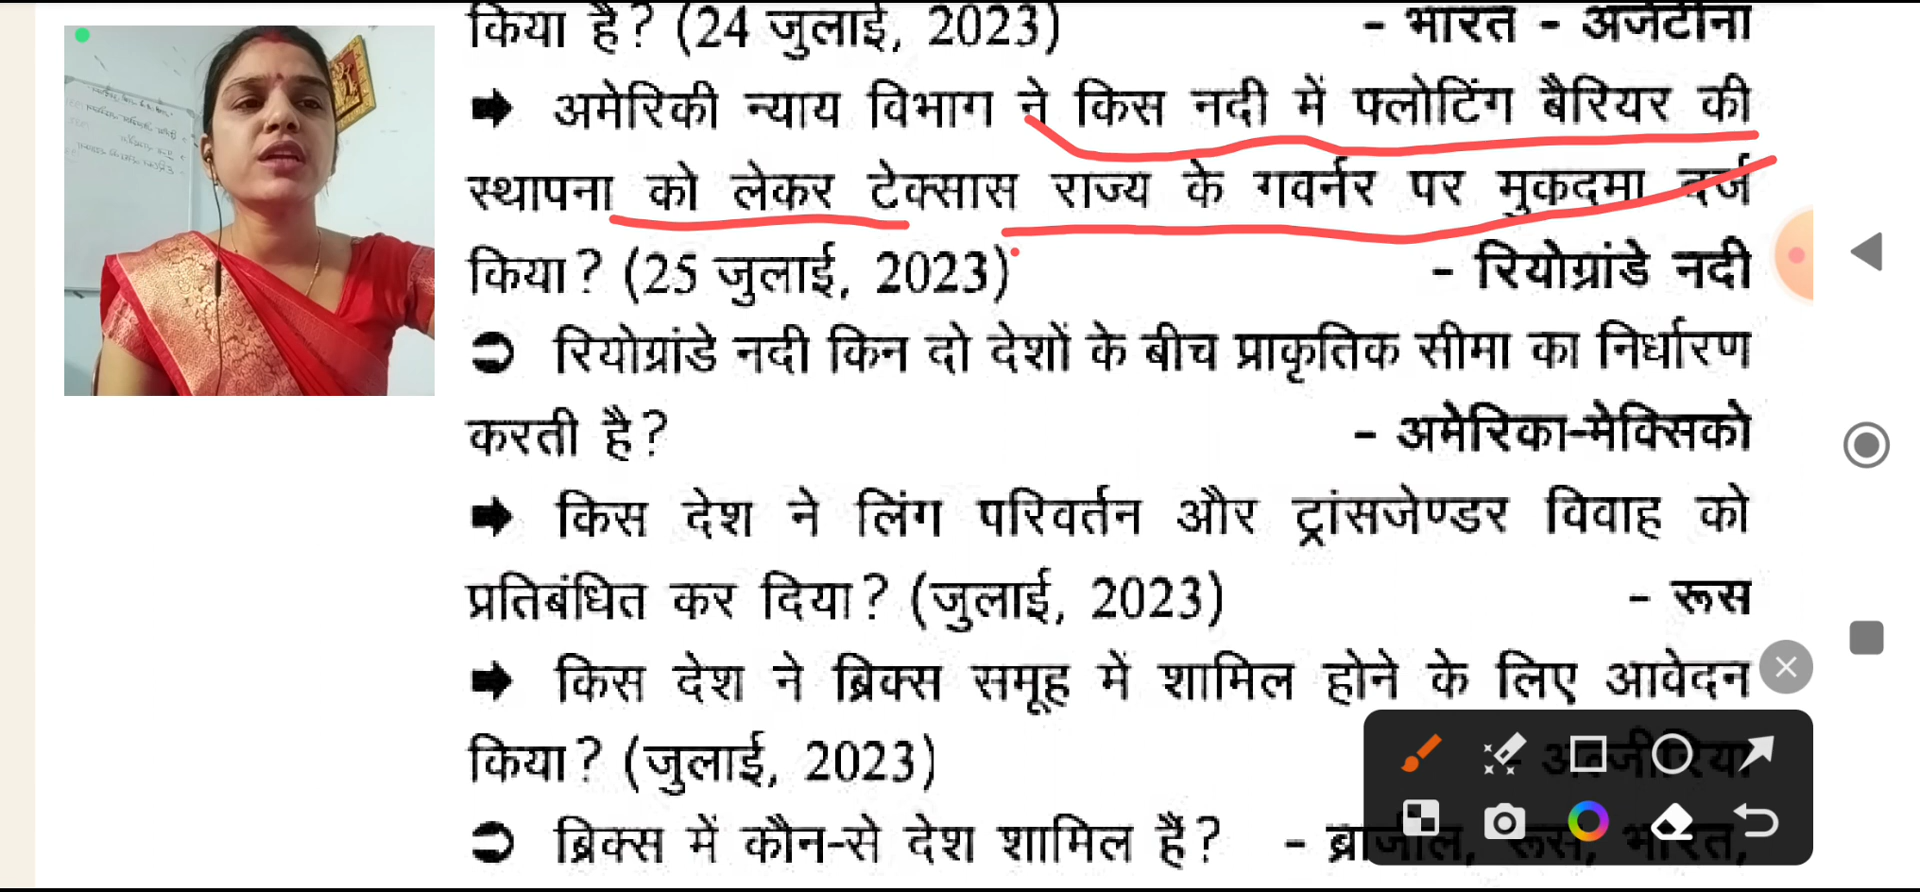 किया है? (24 जुलाई, 2023) - भारत - अर्जेंटीना
➡ अमेरिकी न्याय विभाग ने किस नदी में फ्लोटिंग बैरियर की
स्थापना को लेकर टेक्सास राज्य के गवर्नर पर मुकदमा दर्ज
किया? (25 जुलाई, 2023) - रियोग्रांडे नदी
➲ रियोग्रांडे नदी किन दो देशों के बीच प्राकृतिक सीमा का निर्धारण
करती है? - अमेरिका-मेक्सिको
➡ किस देश ने लिंग परिवर्तन और ट्रांसजेण्डर विवाह को
प्रतिबंधित कर दिया? (जुलाई, 2023) - रूस
➡ किस देश ने ब्रिक्स समूह में शामिल होने के लिए आवेदन
किया? (जुलाई, 2023) - अल्जीरिया
➲ ब्रिक्स में कौन-से देश शामिल हैं? - ब्राजील, रूस, भारत,